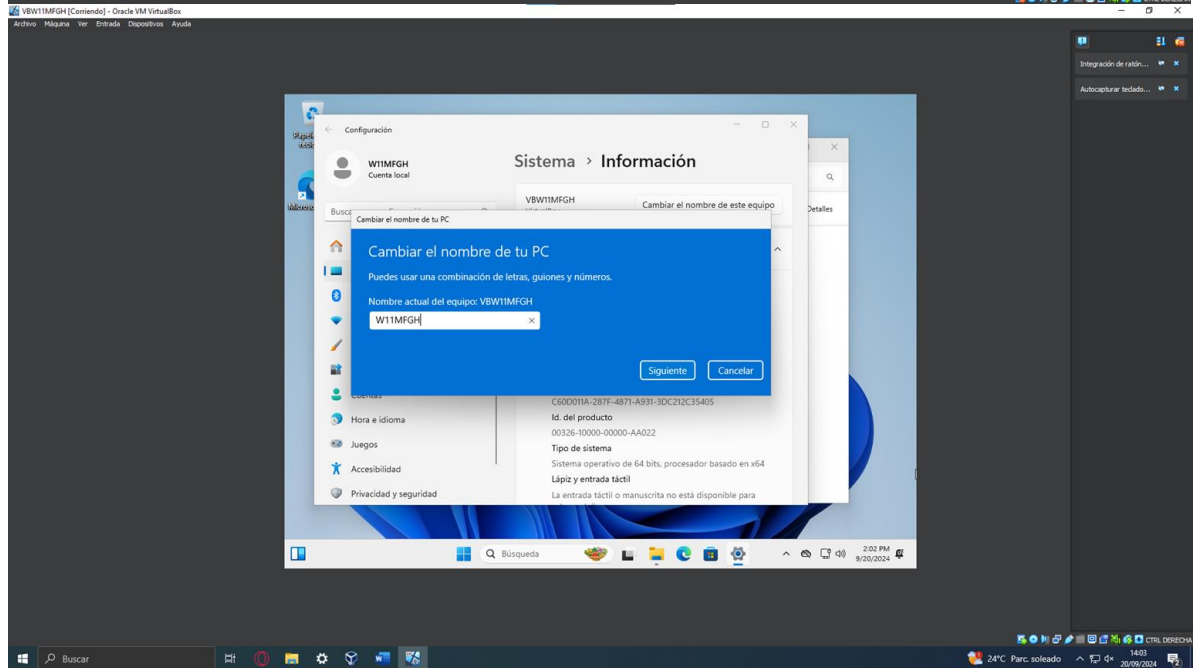 VBW11MFGH [Corriendo] - Oracle VM VirtualBox
Archivo Máquina Ver Entrada Dispositivos Ayuda
Integración de ratón...
Autocapturar teclado...
Configuración
W11MFGH
Cuenta local
Sistema > Información
VBW11MFGH
Cambiar el nombre de este equipo
Busca
Detalles
Cambiar el nombre de tu PC
Cambiar el nombre de tu PC
Puedes usar una combinación de letras, guiones y números.
Nombre actual del equipo: VBW11MFGH
W11MFGH
Siguiente Cancelar
Cuentas
C60D011A-287F-4871-A931-3DC212C35405
Hora e idioma
Id. del producto
00326-10000-00000-AA022
Juegos
Tipo de sistema
Sistema operativo de 64 bits, procesador basado en x64
Accesibilidad
Lápiz y entrada táctil
Privacidad y seguridad
La entrada táctil o manuscrita no está disponible para
Búsqueda
2:02 PM
9/20/2024
CTRL DERECHA
Buscar
24°C Parc. soleado
14:03
20/09/2024